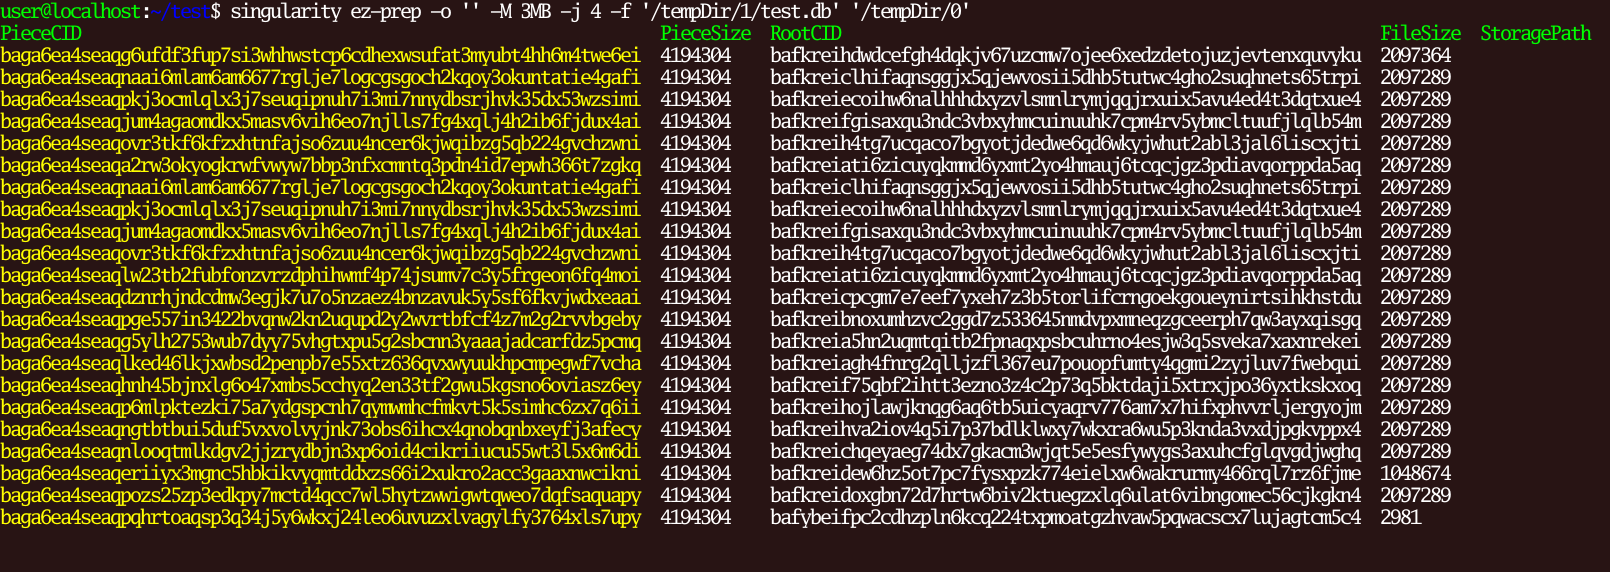 user@localhost:~/test$ singularity ez-prep -o '' -M 3MB -j 4 -f '/tempDir/1/test.db' '/tempDir/0'
PieceCID PieceSize RootCID FileSize StoragePath
baga6ea4seaqg6ufdf3fup7si3whhwstcp6cdhexwsufat3myubt4hh6m4twe6ei 4194304 bafkreihdwdcefgh4dqkjv67uzcmw7ojee6xedzdetojuzjevtenxquvyku 2097364
baga6ea4seaqnaai6mlam6am6677rglje7logcgsgoch2kqoy3okuntatie4gafi 4194304 bafkreiclhifaqnsggjx5qjewvosii5dhb5tutwc4gho2suqhnets65trpi 2097289
baga6ea4seaqpkj3ocmlqlx3j7seuqipnuh7i3mi7nnydbsrjhvk35dx53wzsimi 4194304 bafkreiecoihw6nalhhhdxyzvlsmnlrymjqqjrxuix5avu4ed4t3dqtxue4 2097289
baga6ea4seaqjum4agaomdkx5masv6vih6eo7njlls7fg4xqlj4h2ib6fjdux4ai 4194304 bafkreifgisaxqu3ndc3vbxyhmcuinuuhk7cpm4rv5ybmcltuufjlqlb54m 2097289
baga6ea4seaqovr3tkf6kfzxhtnfajso6zuu4ncer6kjwqibzg5qb224gvchzwni 4194304 bafkreih4tg7ucqaco7bgyotjdedwe6qd6wkyjwhut2abl3jal6liscxjti 2097289
baga6ea4seaqa2rw3okyogkrwfvwyw7bbp3nfxcmntq3pdn4id7epwh366t7zgkq 4194304 bafkreiati6zicuyqkmmd6yxmt2yo4hmauj6tcqcjgz3pdiavqorppda5aq 2097289
baga6ea4seaqnaai6mlam6am6677rglje7logcgsgoch2kqoy3okuntatie4gafi 4194304 bafkreiclhifaqnsggjx5qjewvosii5dhb5tutwc4gho2suqhnets65trpi 2097289
baga6ea4seaqpkj3ocmlqlx3j7seuqipnuh7i3mi7nnydbsrjhvk35dx53wzsimi 4194304 bafkreiecoihw6nalhhhdxyzvlsmnlrymjqqjrxuix5avu4ed4t3dqtxue4 2097289
baga6ea4seaqjum4agaomdkx5masv6vih6eo7njlls7fg4xqlj4h2ib6fjdux4ai 4194304 bafkreifgisaxqu3ndc3vbxyhmcuinuuhk7cpm4rv5ybmcltuufjlqlb54m 2097289
baga6ea4seaqovr3tkf6kfzxhtnfajso6zuu4ncer6kjwqibzg5qb224gvchzwni 4194304 bafkreih4tg7ucqaco7bgyotjdedwe6qd6wkyjwhut2abl3jal6liscxjti 2097289
baga6ea4seaqlw23tb2fubfonzvrzdphihwmf4p74jsumv7c3y5frgeon6fq4moi 4194304 bafkreiati6zicuyqkmmd6yxmt2yo4hmauj6tcqcjgz3pdiavqorppda5aq 2097289
baga6ea4seaqdznrhjndcdmw3egjk7u7o5nzaez4bnzavuk5y5sf6fkvjwdxeaai 4194304 bafkreicpcgm7e7eef7yxeh7z3b5torlifcrngoekgoueynirtsihkhstdu 2097289
baga6ea4seaqpge557in3422bvqnw2kn2uqupd2y2wvrtbfcf4z7m2g2rvvbgeby 4194304 bafkreibnoxumhzvc2ggd7z533645nmdvpxmneqzgceerph7qw3ayxqisgq 2097289
baga6ea4seaqg5ylh2753wub7dyy75vhgtxpu5g2sbcnn3yaaajadcarfdz5pcmq 4194304 bafkreia5hn2uqmtqitb2fpnaqxpsbcuhrno4esjw3q5sveka7xaxnrekei 2097289
baga6ea4seaqlked46lkjxwbsd2penpb7e55xtz636qvxwyuukhpcmpegwf7vcha 4194304 bafkreiagh4fnrg2qlljzfl367eu7pouopfumty4qgmi2zyjluv7fwebqui 2097289
baga6ea4seaqhnh45bjnxlg6o47xmbs5cchyg2en33tf2gwu5kgsno6oviasz6ey 4194304 bafkreif75qbf2ihtt3ezno3z4c2p73q5bktdaji5xtrxjpo36yxtkskxoq 2097289
baga6ea4seaqp6mlpktezki75a7ydgspcnh7qymwmhcfmkvt5k5simhc6zx7q6ii 4194304 bafkreihojlawjknqg6aq6tb5uicyaqrv776am7x7hifxphvvrljergyojm 2097289
baga6ea4seaqngtbtbui5duf5vxvolvyjnk73obs6ihcx4qnobqnbxeyfj3afecy 4194304 bafkreihva2iov4q5i7p37bdlklwxy7wkxra6wu5p3knda3vxdjpgkvppx4 2097289
baga6ea4seaqnlooqtmlkdgv2jjzrydbjn3xp6oid4cikriiucu55wt3l5x6m6di 4194304 bafkreichqeyaeg74dx7gkacm3wjqt5e5esfywygs3axuhcfglqvgdjwghq 2097289
baga6ea4seaqeriiyx3mgnc5hbkikvyqmtddxzs66i2xukro2acc3gaaxnwcikni 4194304 bafkreidew6hz5ot7pc7fysxpzk774eielxw6wakrurmy466rql7rz6fjme 1048674
baga6ea4seaqpozs25zp3edkpy7mctd4qcc7wl5hytzwwigwtqweo7dqfsaquapy 4194304 bafkreidoxgbn72d7hrtw6biv2ktuegzxlq6ulat6vibngomec56cjkgkn4 2097289
baga6ea4seaqpqhrtoaqsp3q34j5y6wkxj24leo6uvuzxlvagylfy3764xls7upy 4194304 bafybeifpc2cdhzpln6kcq224txpmoatgzhvaw5pqwacscx7lujagtcm5c4 2981